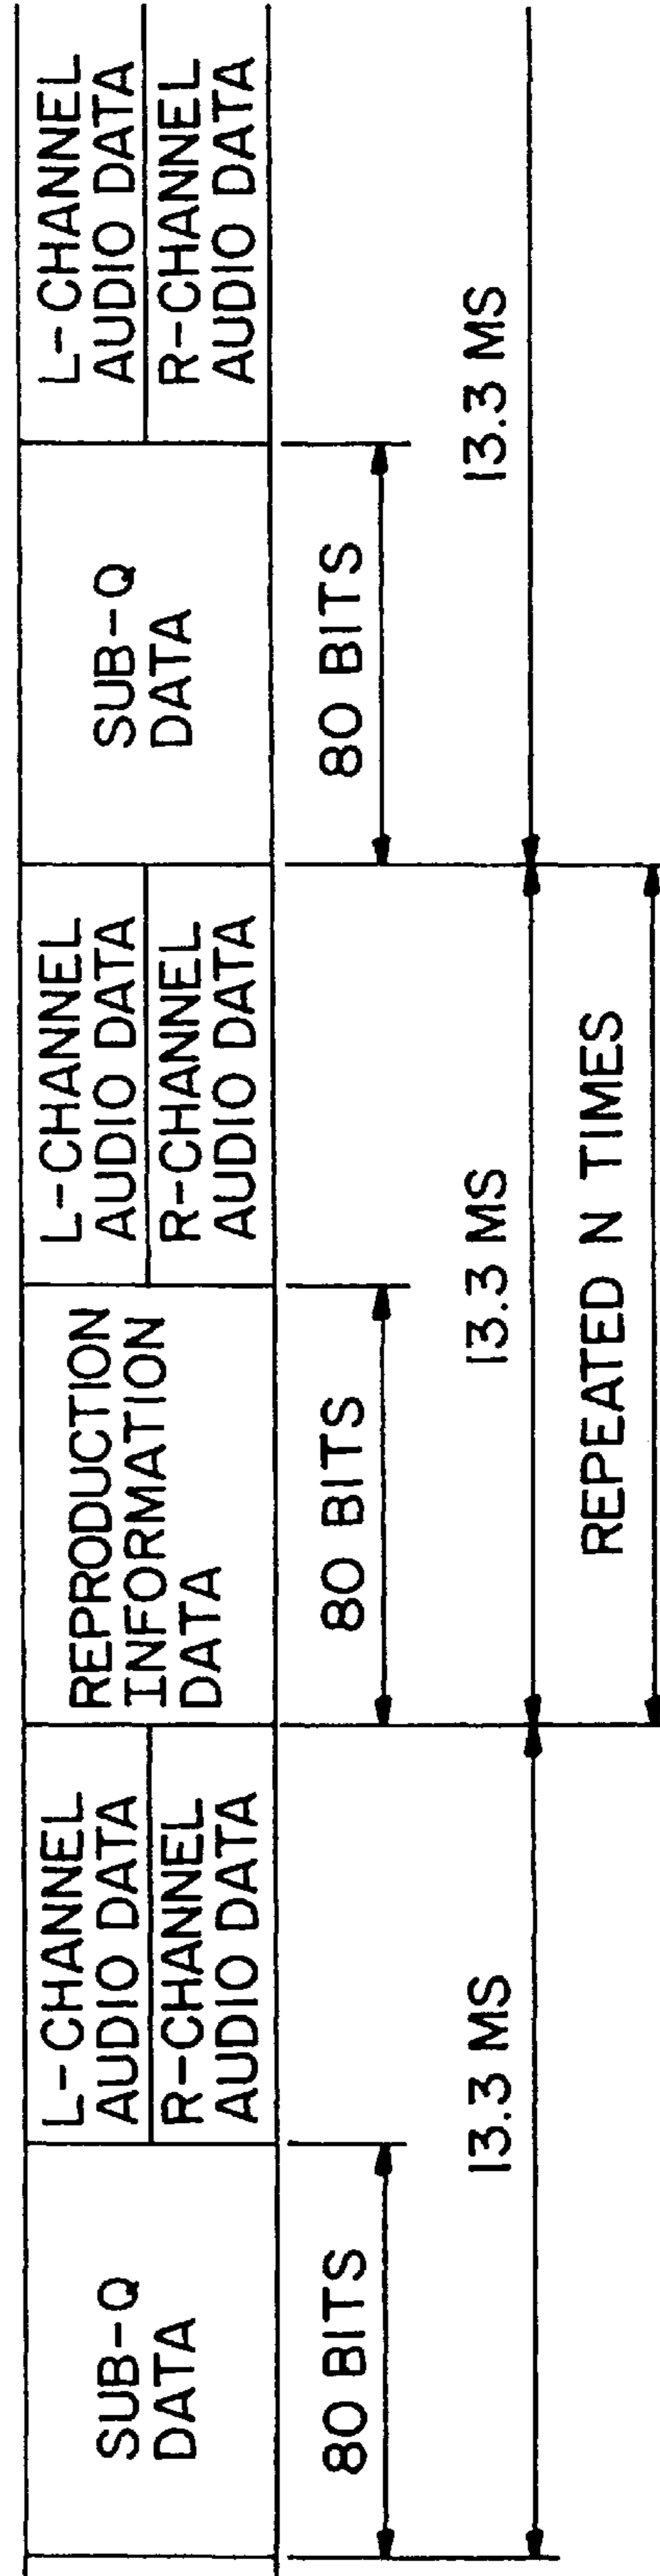 SUB-Q
DATA
L-CHANNEL
AUDIO DATA
R-CHANNEL
AUDIO DATA
REPRODUCTION
INFORMATION
DATA
L-CHANNEL
AUDIO DATA
R-CHANNEL
AUDIO DATA
SUB-Q
DATA
L-CHANNEL
AUDIO DATA
R-CHANNEL
AUDIO DATA
80 BITS
80 BITS
80 BITS
13.3 MS
13.3 MS
13.3 MS
REPEATED N TIMES